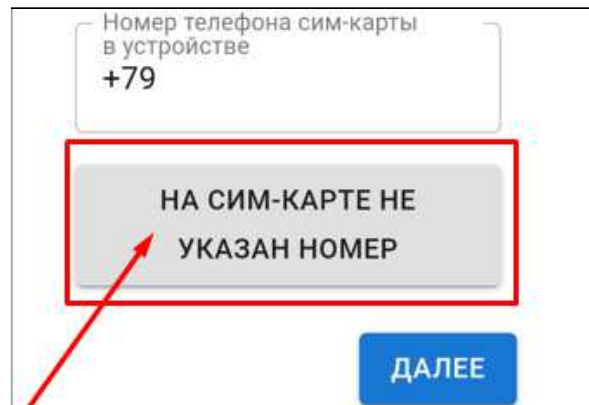 Номер телефона сим-карты
в устройстве
+79
НА СИМ-КАРТЕ НЕ
УКАЗАН НОМЕР
ДАЛЕЕ